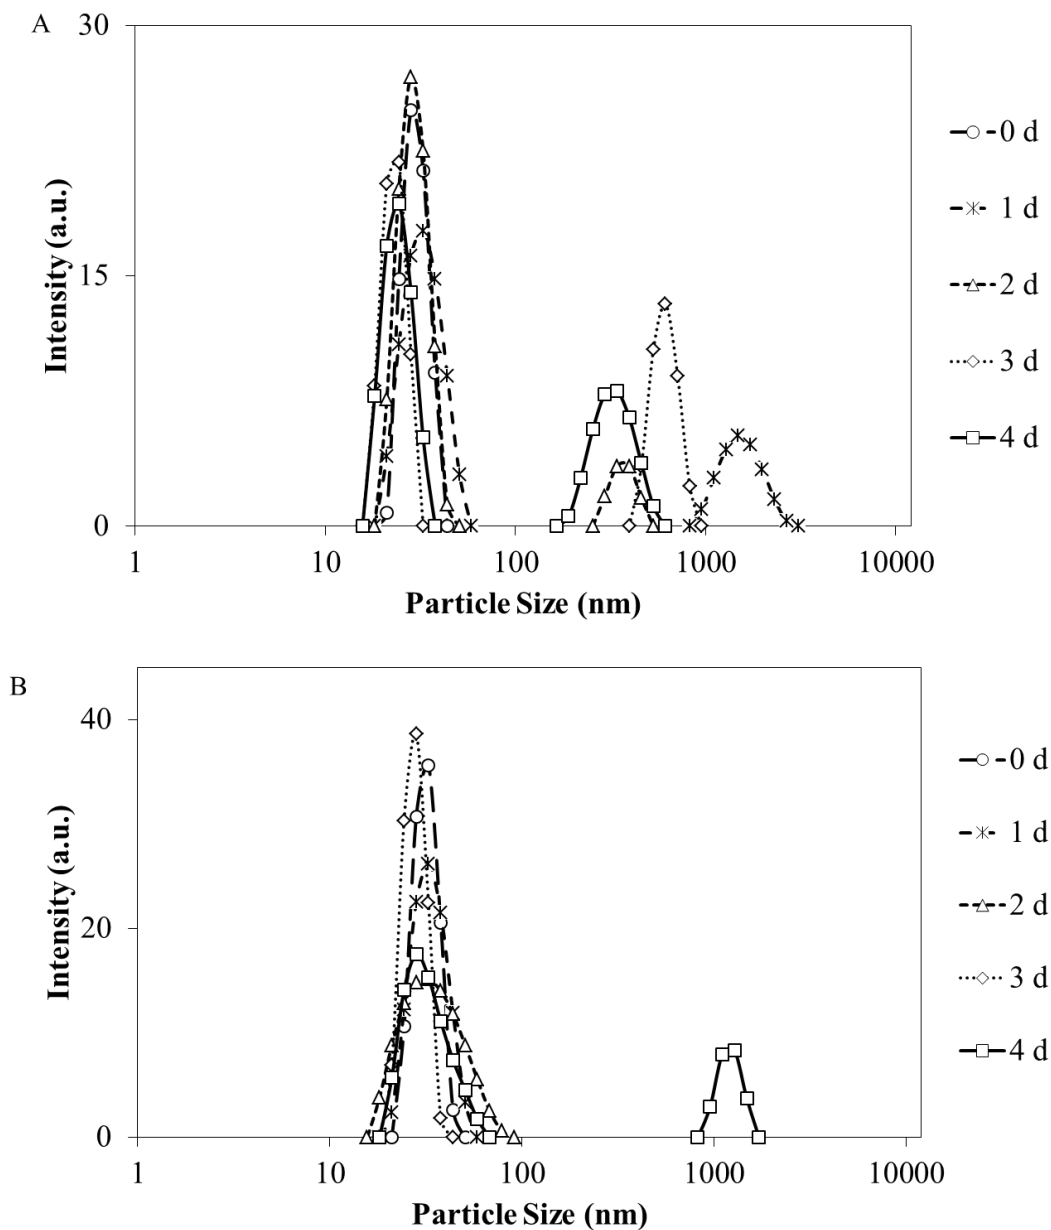 A
30
15
0
Intensity (a.u.)
1 10 100 1000 10000
Particle Size (nm)
0 d
1 d
2 d
3 d
4 d
B
40
20
0
Intensity (a.u.)
1 10 100 1000 10000
Particle Size (nm)
0 d
1 d
2 d
3 d
4 d